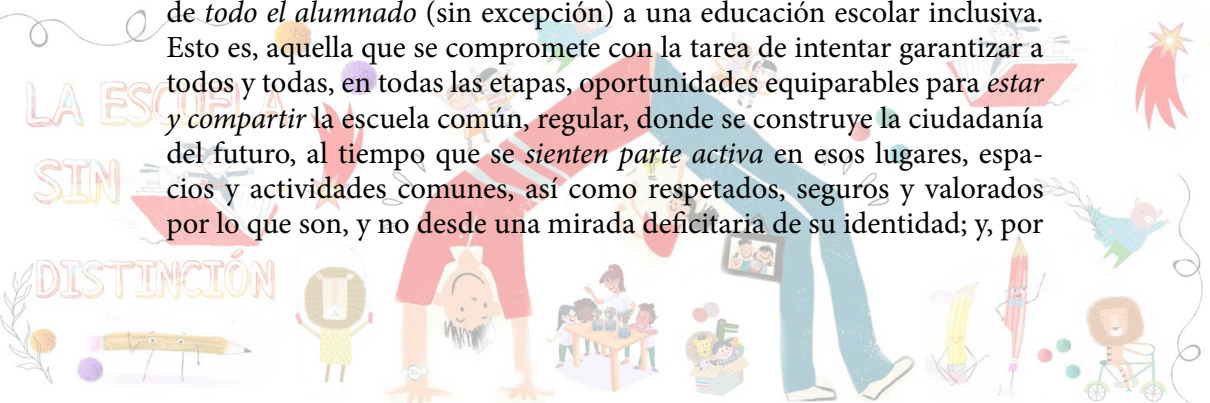 de todo el alumnado (sin excepción) a una educación escolar inclusiva.
Esto es, aquella que se compromete con la tarea de intentar garantizar a
todos y todas, en todas las etapas, oportunidades equiparables para estar
y compartir la escuela común, regular, donde se construye la ciudadanía
del futuro, al tiempo que se sienten parte activa en esos lugares, espa-
cios y actividades comunes, así como respetados, seguros y valorados
por lo que son, y no desde una mirada deficitaria de su identidad; y, por
LA ESCUELA
SIN
DISTINCIÓN